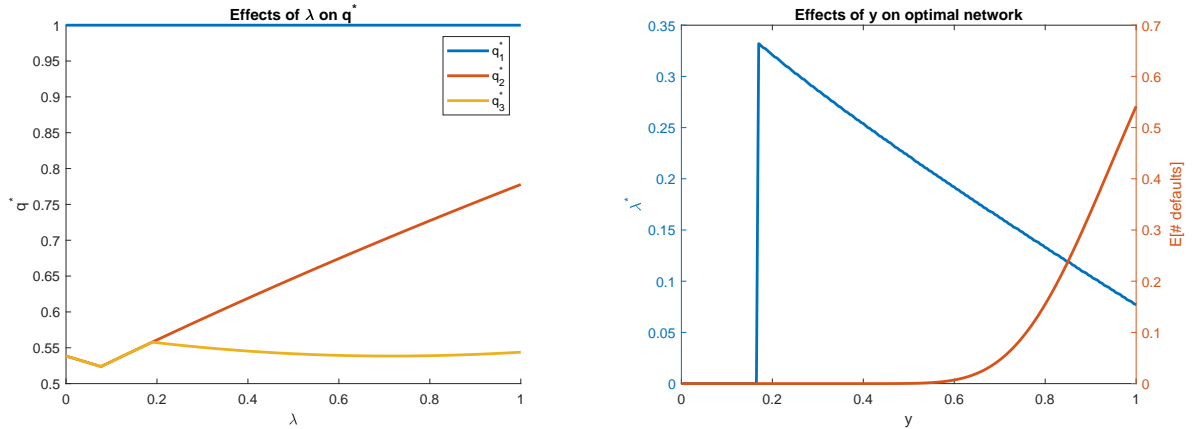 Effects of λ on q*
1
0.95
0.9
0.85
0.8
0.75
0.7
0.65
0.6
0.55
0.5
q*
0 0.2 0.4 0.6 0.8 1
λ
q₁*
q₂*
q₃*
Effects of y on optimal network
0.35
0.3
0.25
0.2
0.15
0.1
0.05
0
λ*
0 0.2 0.4 0.6 0.8 1
y
0.7
0.6
0.5
0.4
0.3
0.2
0.1
0
E[# defaults]